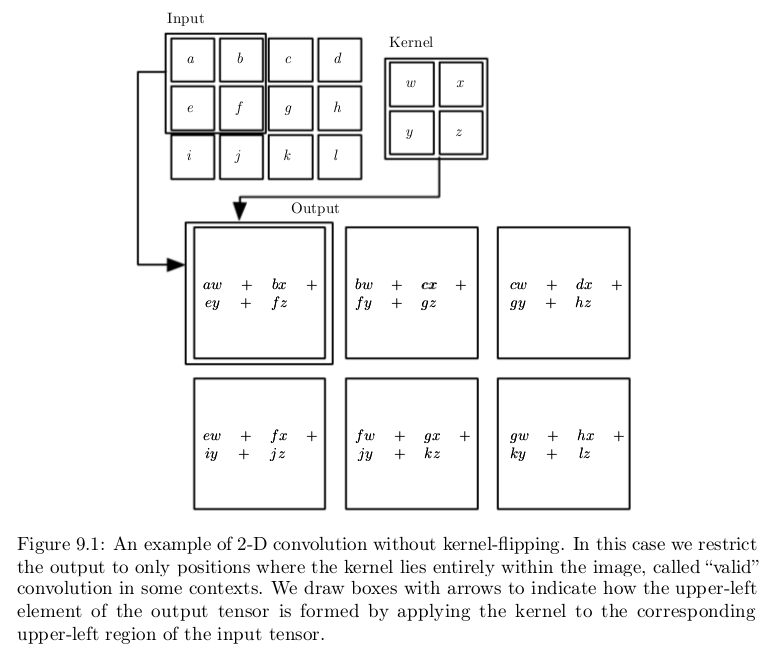 Input
Kernel
a b c d
w x
e f g h
y z
i j k l
Output
aw + bx +
ey + fz
bw + cx +
fy + gz
cw + dx +
gy + hz
ew + fx +
iy + jz
fw + gx +
jy + kz
gw + hx +
ky + lz
Figure 9.1: An example of 2-D convolution without kernel-flipping. In this case we restrict
the output to only positions where the kernel lies entirely within the image, called “valid”
convolution in some contexts. We draw boxes with arrows to indicate how the upper-left
element of the output tensor is formed by applying the kernel to the corresponding
upper-left region of the input tensor.